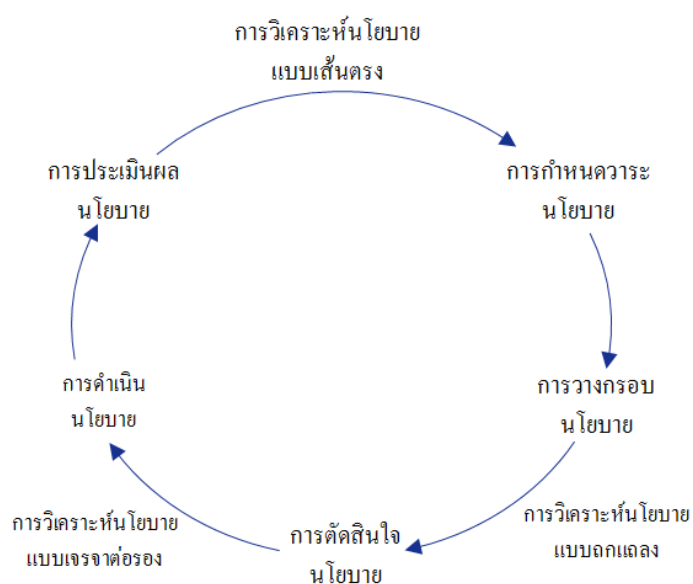 การวิเคราะห์นโยบาย
แบบเส้นตรง
การประเมินผล
นโยบาย
การกำหนดวาระ
นโยบาย
การดำเนิน
นโยบาย
การวางกรอบ
นโยบาย
การวิเคราะห์นโยบาย
แบบเจรจาต่อรอง
การตัดสินใจ
นโยบาย
การวิเคราะห์นโยบาย
แบบถกแถลง